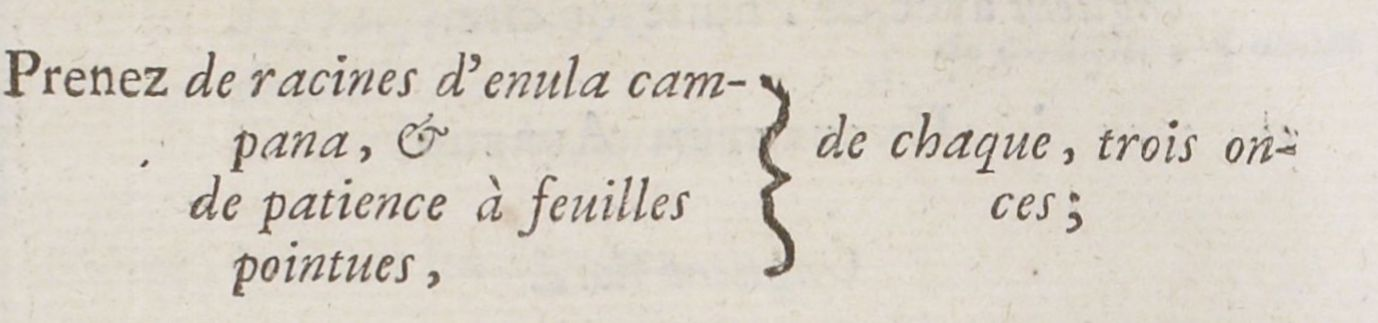 Prenez de racines d'enula cam-
pana, &
de patience à feuilles
pointues,
de chaque, trois on-
ces;